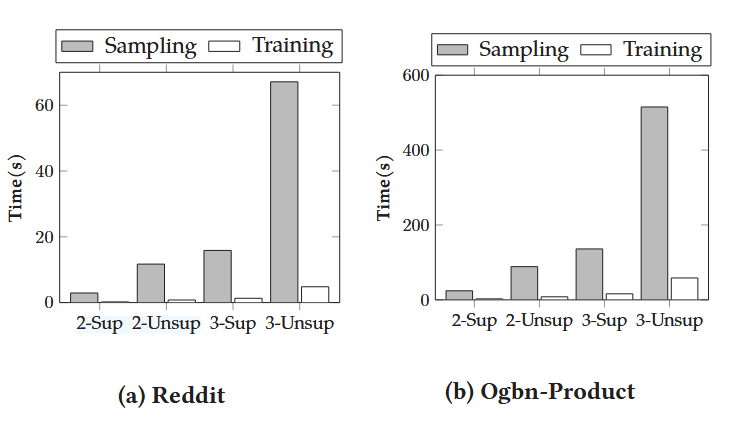 Sampling Training
60
40
20
0
Time(s)
2-Sup 2-Unsup 3-Sup 3-Unsup
(a) Reddit
Sampling Training
600
400
200
0
Time(s)
2-Sup 2-Unsup 3-Sup 3-Unsup
(b) Ogbn-Product